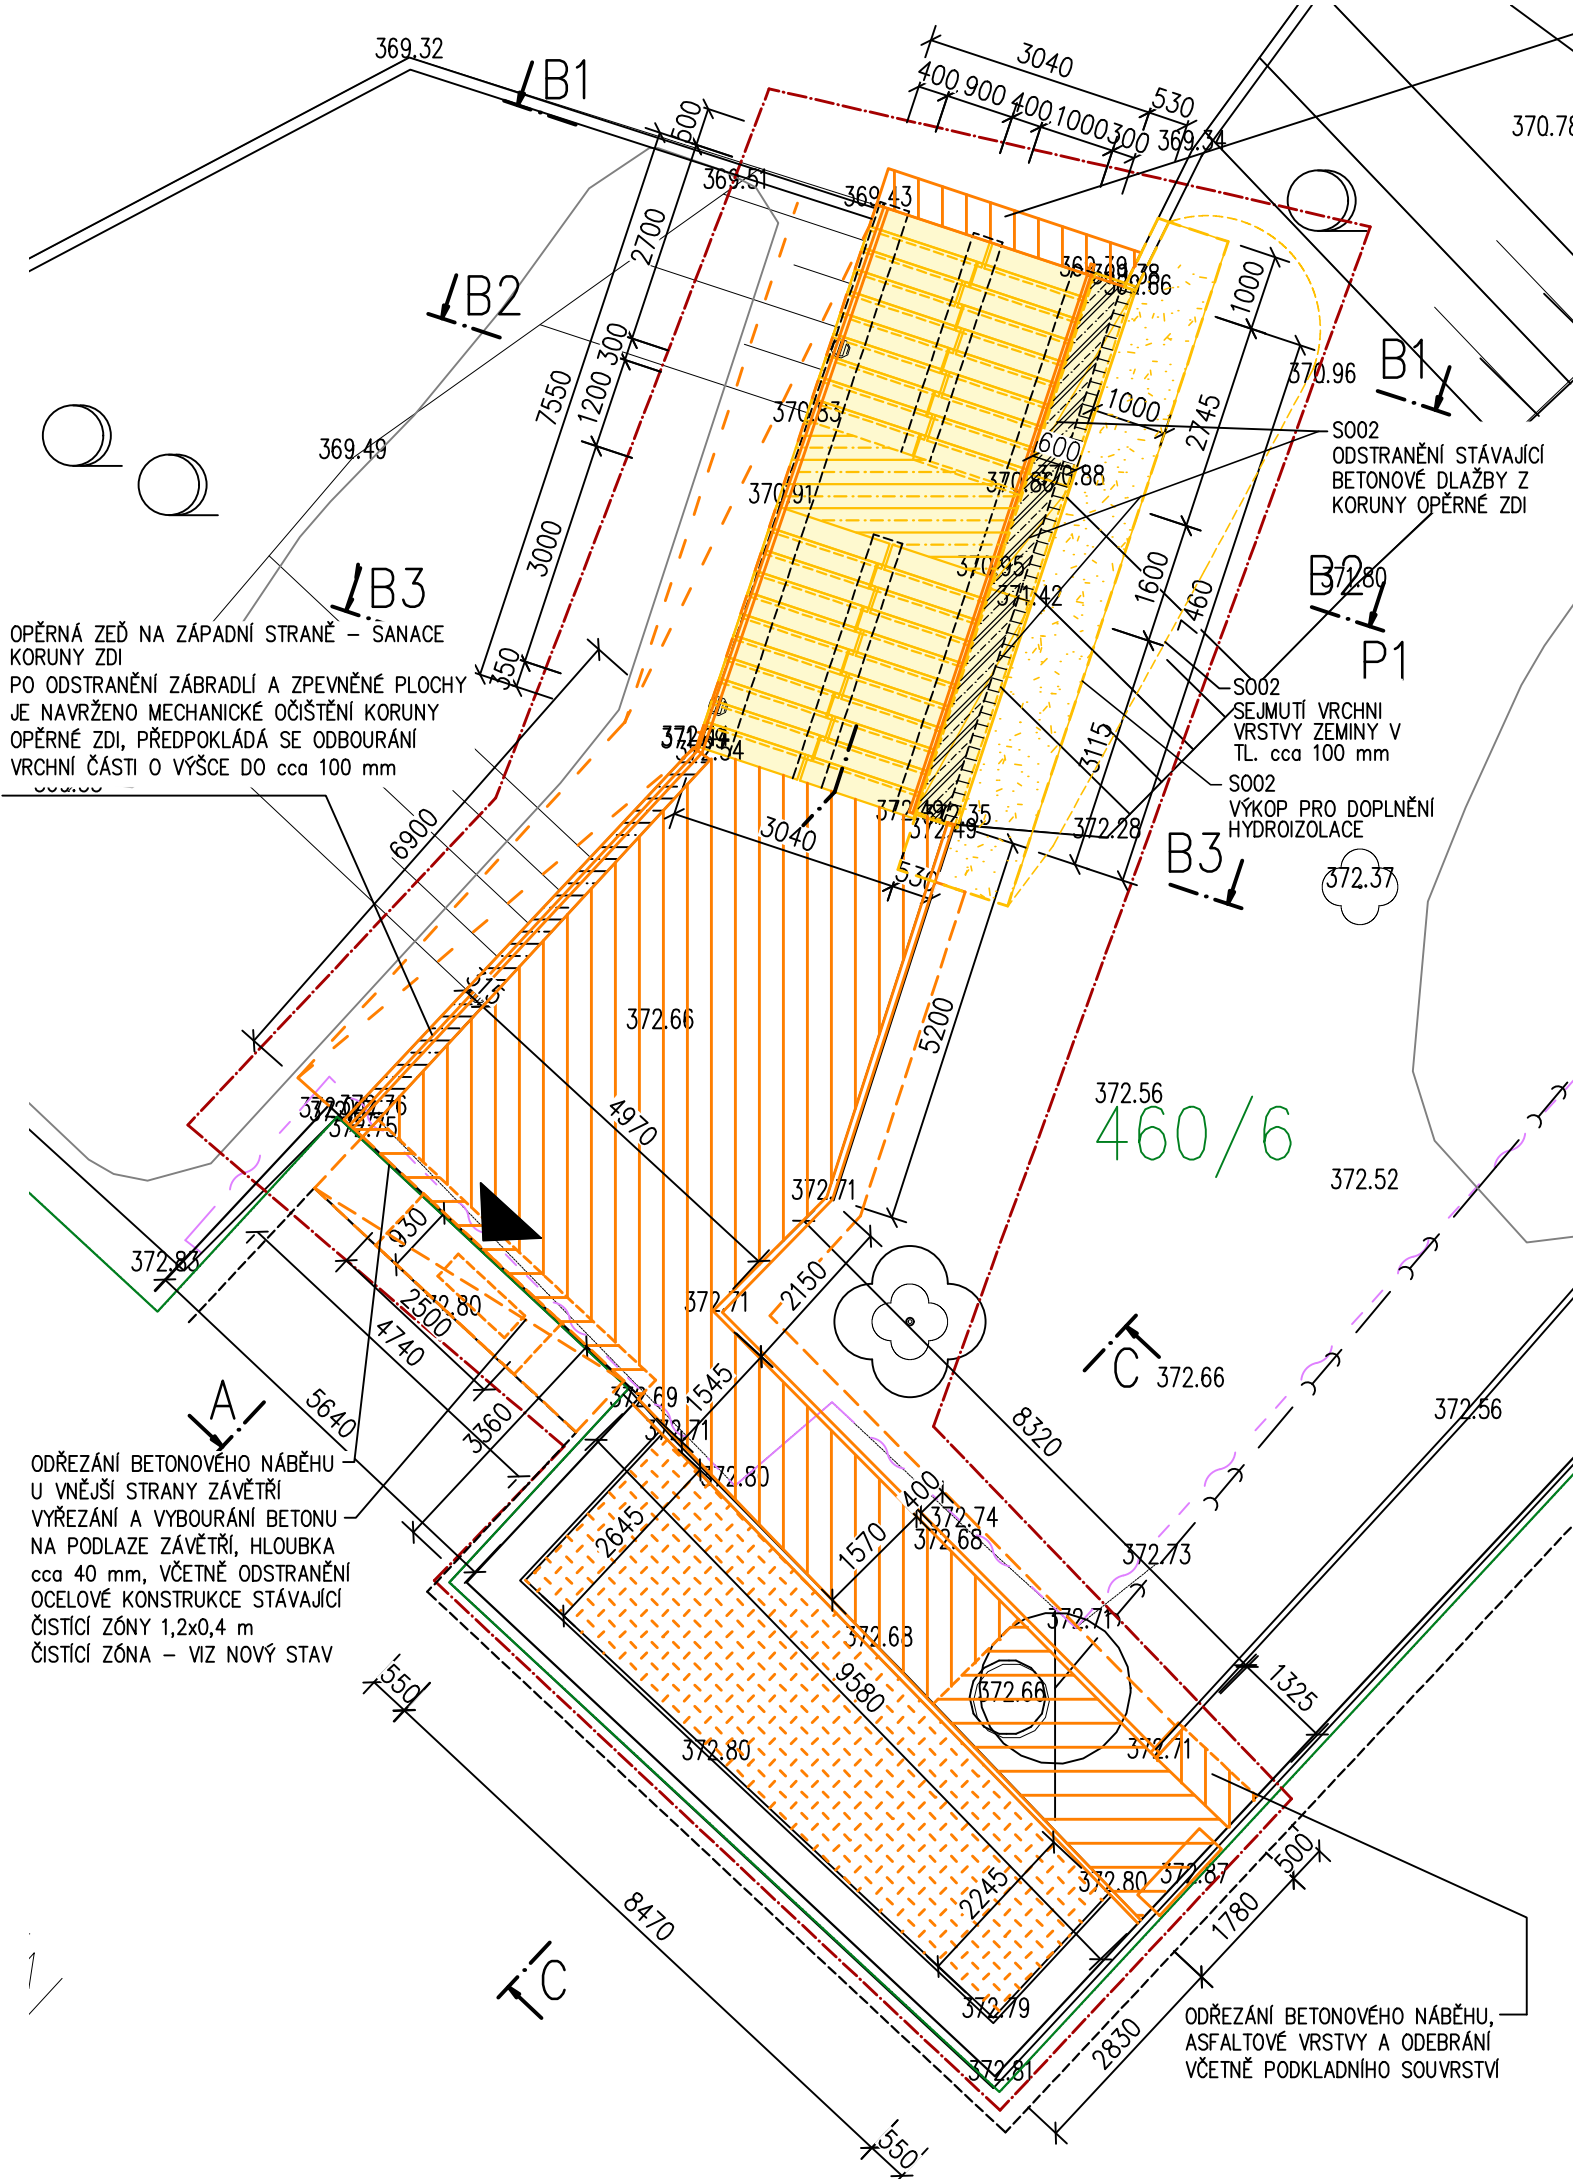 369.32
B1
3040
400
900
400
1000
300
530
369.34
370.78
600
369.51
369.43
2700
B2
1000
300
7550
1200
B1
370.96
370.83
1000
2745
369.49
600
S002
ODSTRANĚNÍ STÁVAJÍCÍ
BETONOVÉ DLAŽBY Z
KORUNY OPĚRNÉ ZDI
370.91
3000
370.95
371.42
1600
7460
B2
371.80
B3
P1
OPĚRNÁ ZEĎ NA ZÁPADNÍ STRANĚ – SANACE
KORUNY ZDI
PO ODSTRANĚNÍ ZÁBRADLÍ A ZPEVNĚNÉ PLOCHY
JE NAVRŽENO MECHANICKÉ OČIŠTĚNÍ KORUNY
OPĚRNÉ ZDI, PŘEDPOKLÁDÁ SE ODBOURÁNÍ
VRCHNÍ ČÁSTI O VÝŠCE DO cca 100 mm
350
S002
SEJMUTÍ VRCHNI
VRSTVY ZEMINY V
TL. cca 100 mm
3115
S002
VÝKOP PRO DOPLNĚNÍ
HYDROIZOLACE
6900
3040
530
372.49
372.28
B3
372.37
315
372.66
5200
4970
372.56
460/6
372.75
372.71
372.52
372.83
930
2500
4740
2150
372.71
5640
3360
1545
C
372.66
372.56
8320
A
372.69
372.80
ODŘEZÁNÍ BETONOVÉHO NÁBĚHU
U VNĚJŠÍ STRANY ZÁVĚTŘÍ
VYŘEZÁNÍ A VYBOURÁNÍ BETONU
NA PODLAZE ZÁVĚTŘÍ, HLOUBKA
cca 40 mm, VČETNĚ ODSTRANĚNÍ
OCELOVÉ KONSTRUKCE STÁVAJÍCÍ
ČISTÍCÍ ZÓNY 1,2x0,4 m
ČISTÍCÍ ZÓNA – VIZ NOVÝ STAV
2645
400
1570
372.74
372.68
372.73
372.71
372.68
372.66
550
9580
1325
372.80
372.71
500
2245
372.80
372.87
1780
8470
C
372.79
2830
ODŘEZÁNÍ BETONOVÉHO NÁBĚHU,
ASFALTOVÉ VRSTVY A ODEBRÁNÍ
VČETNĚ PODKLADNÍHO SOUVRSTVÍ
372.81
550